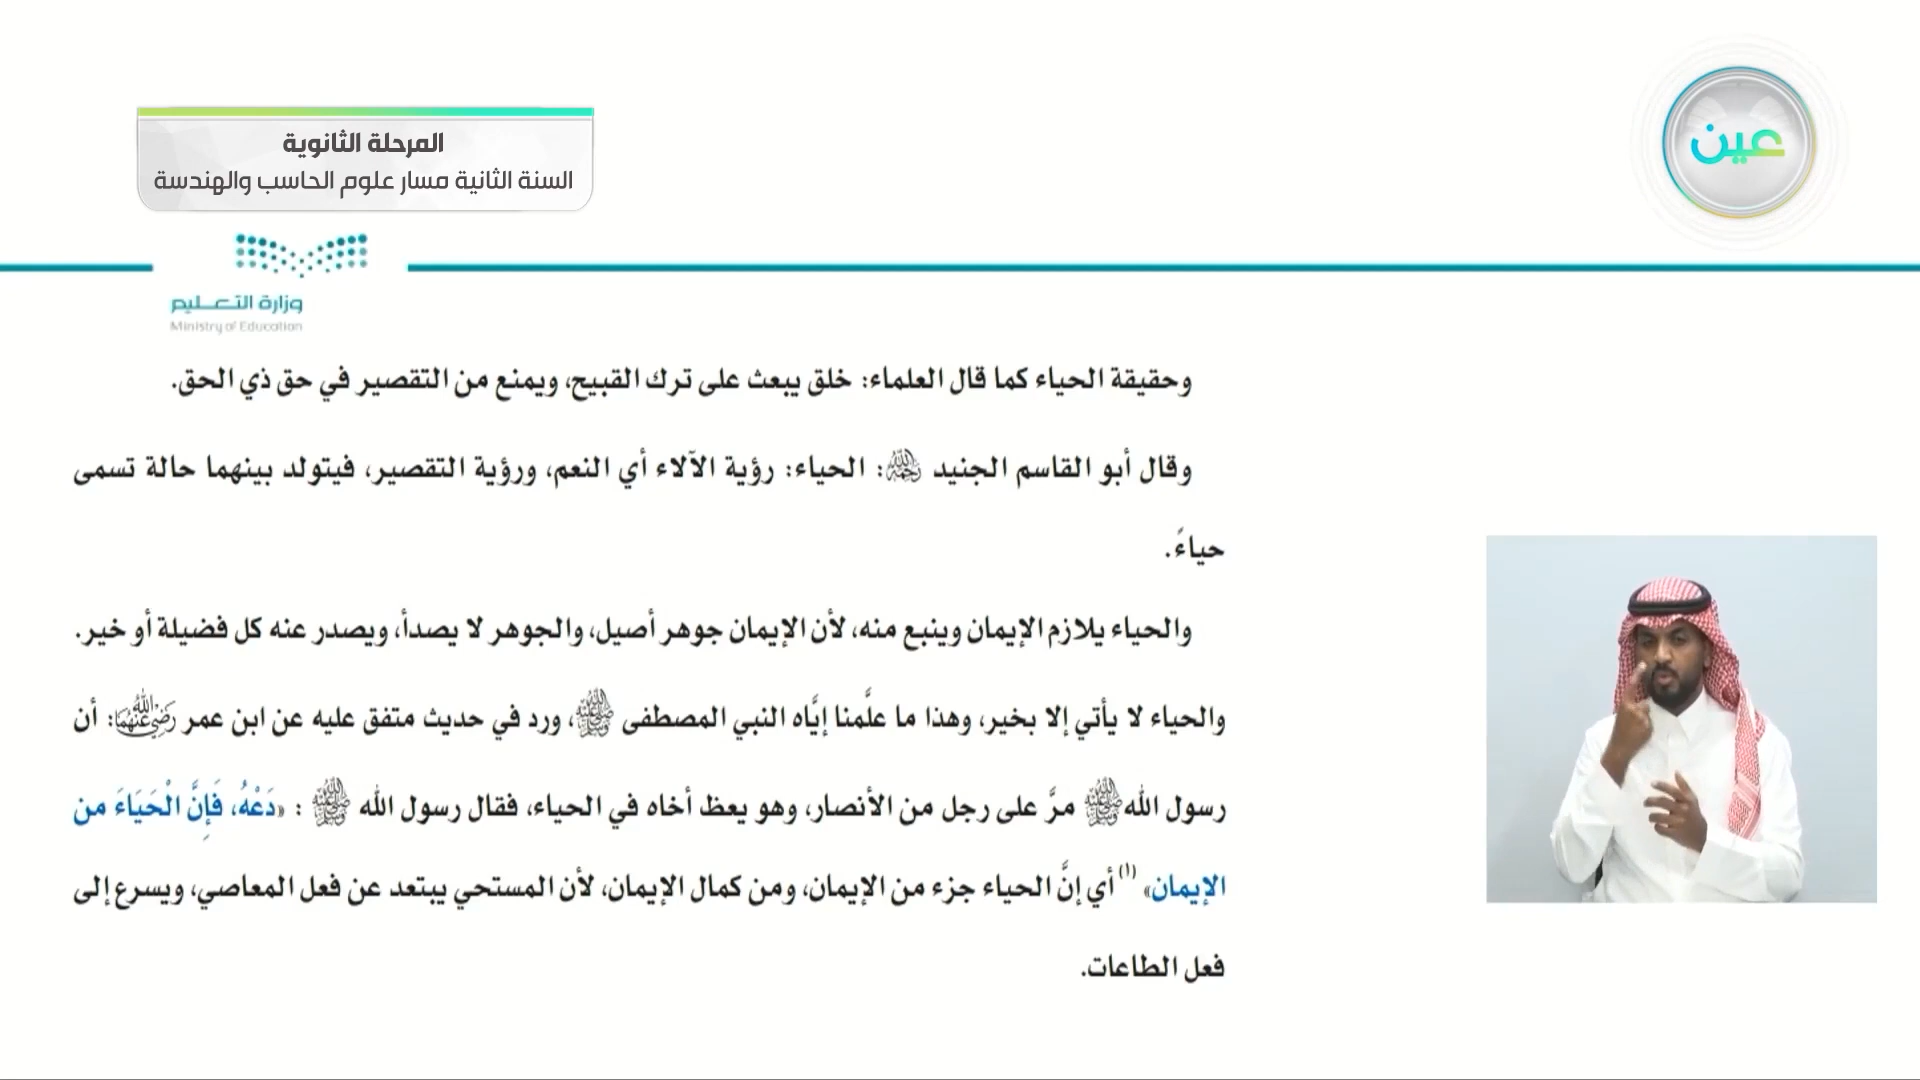 المرحلة الثانوية
السنة الثانية مسار علوم الحاسب والهندسة
عين
وزارة التعليم
Ministry of Education
وحقيقة الحياء كما قال العلماء: خلق يبعث على ترك القبيح، ويمنع من التقصير في حق ذي الحق.
وقال أبو القاسم الجنيد رحمه الله: الحياء: رؤية الآلاء أي النعم، ورؤية التقصير، فيتولد بينهما حالة تسمى
حياءً.
والحياء يلازم الإيمان وينبع منه، لأن الإيمان جوهر أصيل، والجوهر لا يصدأ، ويصدر عنه كل فضيلة أو خير.
والحياء لا يأتي إلا بخير، وهذا ما علَّمنا إيَّاه النبي المصطفى ﷺ، ورد في حديث متفق عليه عن ابن عمر رضي الله عنهما: أن
رسول الله ﷺ مرَّ على رجل من الأنصار، وهو يعظ أخاه في الحياء، فقال رسول الله ﷺ : «دَعْهُ، فَإِنَّ الْحَيَاءَ من
الإيمان» (١) أي إنَّ الحياء جزء من الإيمان، ومن كمال الإيمان، لأن المستحي يبتعد عن فعل المعاصي، ويسرع إلى
فعل الطاعات.